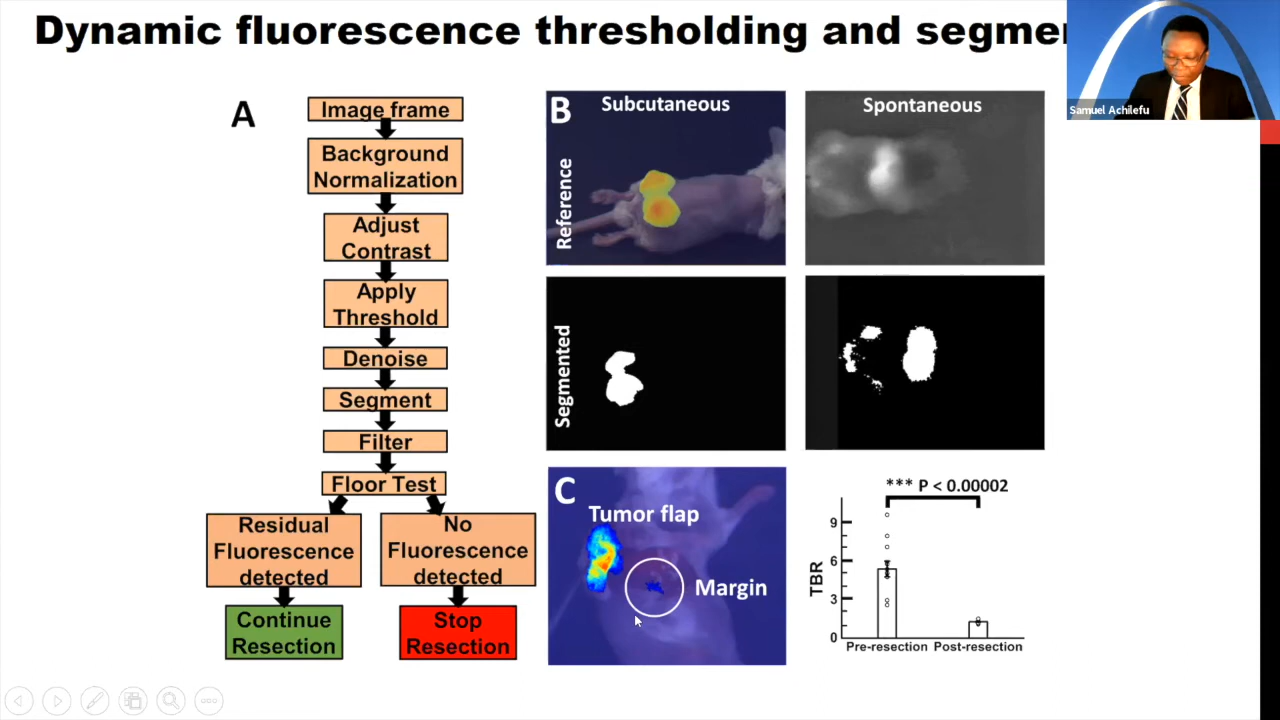 Dynamic fluorescence thresholding and segme
Samuel Achilefu
A
Image frame
Background
Normalization
Adjust
Contrast
Apply
Threshold
Denoise
Segment
Filter
Floor Test
Residual
Fluorescence
detected
No
Fluorescence
detected
Continue
Resection
Stop
Resection
B
Subcutaneous
Spontaneous
Reference
Segmented
C
Tumor flap
Margin
*** P < 0.00002
TBR
9
6
3
0
Pre-resection
Post-resection